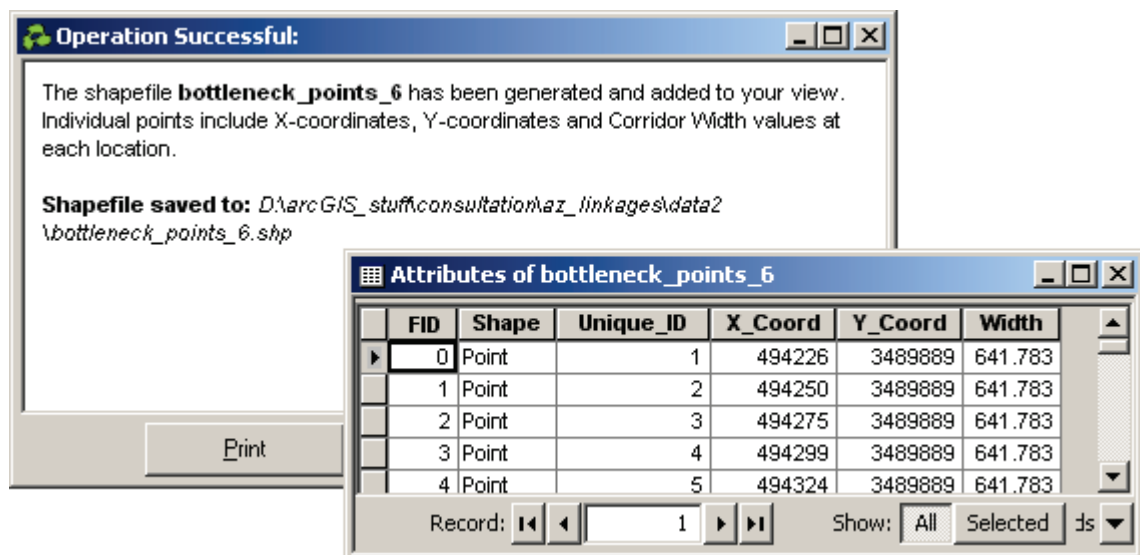 Operation Successful:
The shapefile bottleneck_points_6 has been generated and added to your view.
Individual points include X-coordinates, Y-coordinates and Corridor Width values at
each location.
Shapefile saved to: D:\arcGIS_stuff\consultation\az_linkages\data2
\bottleneck_points_6.shp
Print
Attributes of bottleneck_points_6
FID Shape Unique_ID X_Coord Y_Coord Width
0 Point 1 494226 3489889 641.783
1 Point 2 494250 3489889 641.783
2 Point 3 494275 3489889 641.783
3 Point 4 494299 3489889 641.783
4 Point 5 494324 3489889 641.783
Record: 1 Show: All Selected